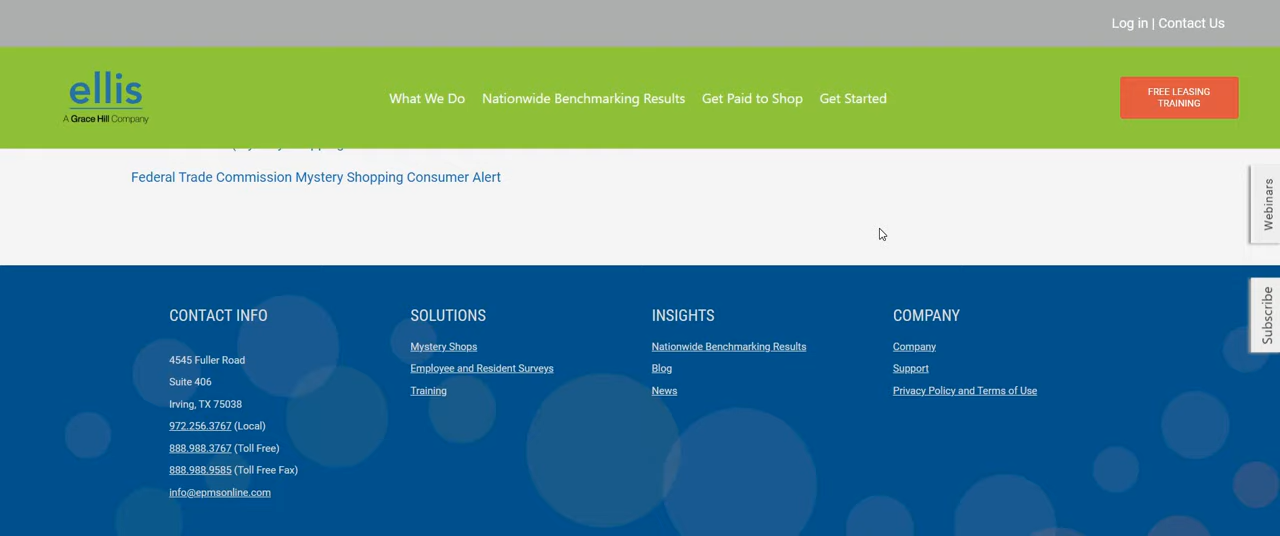 Log in | Contact Us
ellis
A Grace Hill Company
What We Do
Nationwide Benchmarking Results
Get Paid to Shop
Get Started
FREE LEASING
TRAINING
Federal Trade Commission Mystery Shopping Consumer Alert
Webinars
Subscribe
CONTACT INFO
4545 Fuller Road
Suite 406
Irving, TX 75038
972.256.3767 (Local)
888.988.3767 (Toll Free)
888.988.9585 (Toll Free Fax)
info@epmsonline.com
SOLUTIONS
Mystery Shops
Employee and Resident Surveys
Training
INSIGHTS
Nationwide Benchmarking Results
Blog
News
COMPANY
Company
Support
Privacy Policy and Terms of Use